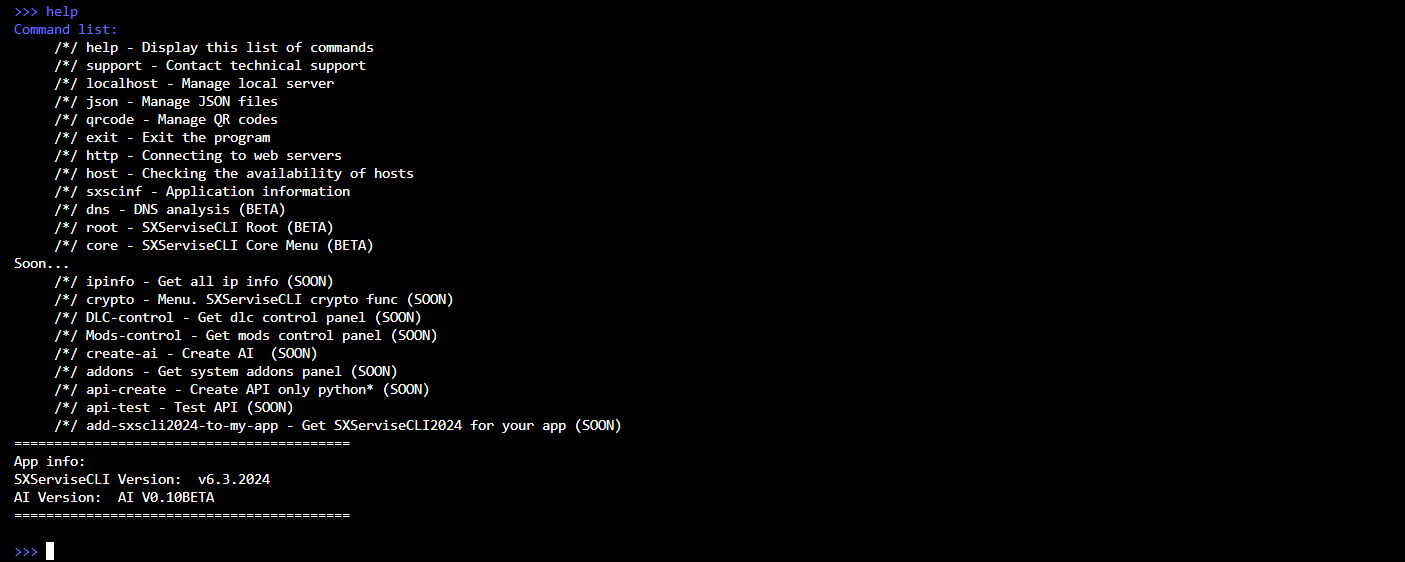 >>> help
Command list:
/*/ help - Display this list of commands
/*/ support - Contact technical support
/*/ localhost - Manage local server
/*/ json - Manage JSON files
/*/ qrcode - Manage QR codes
/*/ exit - Exit the program
/*/ http - Connecting to web servers
/*/ host - Checking the availability of hosts
/*/ sxscinf - Application information
/*/ dns - DNS analysis (BETA)
/*/ root - SXServiseCLI Root (BETA)
/*/ core - SXServiseCLI Core Menu (BETA)
Soon...
/*/ ipinfo - Get all ip info (SOON)
/*/ crypto - Menu. SXServiseCLI crypto func (SOON)
/*/ DLC-control - Get dlc control panel (SOON)
/*/ Mods-control - Get mods control panel (SOON)
/*/ create-ai - Create AI  (SOON)
/*/ addons - Get system addons panel (SOON)
/*/ api-create - Create API only python* (SOON)
/*/ api-test - Test API (SOON)
/*/ add-sxscli2024-to-my-app - Get SXServiseCLI2024 for your app (SOON)
==========================================
App info:
SXServiseCLI Version:  v6.3.2024
AI Version:  AI V0.10BETA
==========================================
>>>